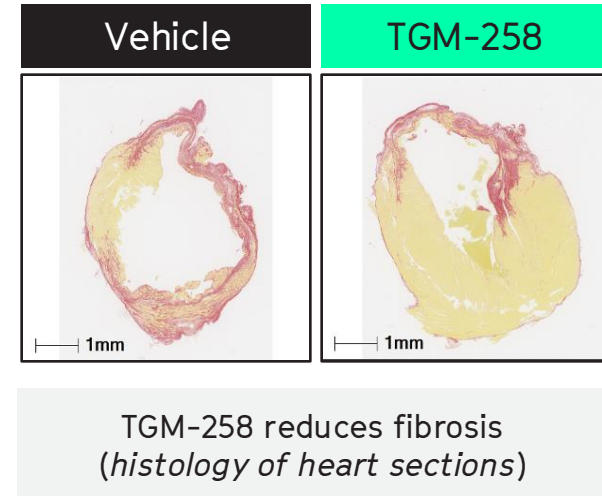 Vehicle
TGM-258
1mm
1mm
TGM-258 reduces fibrosis
(histology of heart sections)